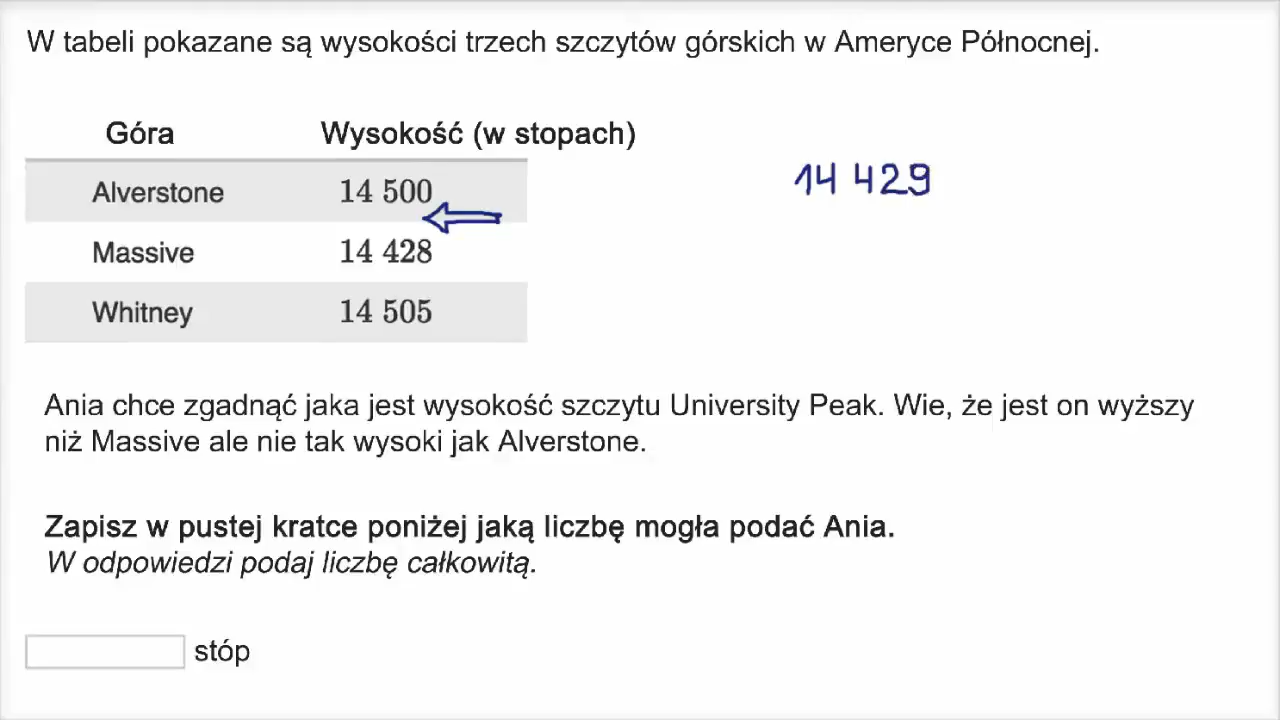 W tabeli pokazane są wysokości trzech szczytów górskich w Ameryce Północnej.
Góra Wysokość (w stopach)
Alverstone 14 500
14 429
Massive 14 428
Whitney 14 505
Ania chce zgadnąć jaka jest wysokość szczytu University Peak. Wie, że jest on wyższy
niż Massive ale nie tak wysoki jak Alverstone.
Zapisz w pustej kratce poniżej jaką liczbę mogła podać Ania.
W odpowiedzi podaj liczbę całkowitą.
stóp